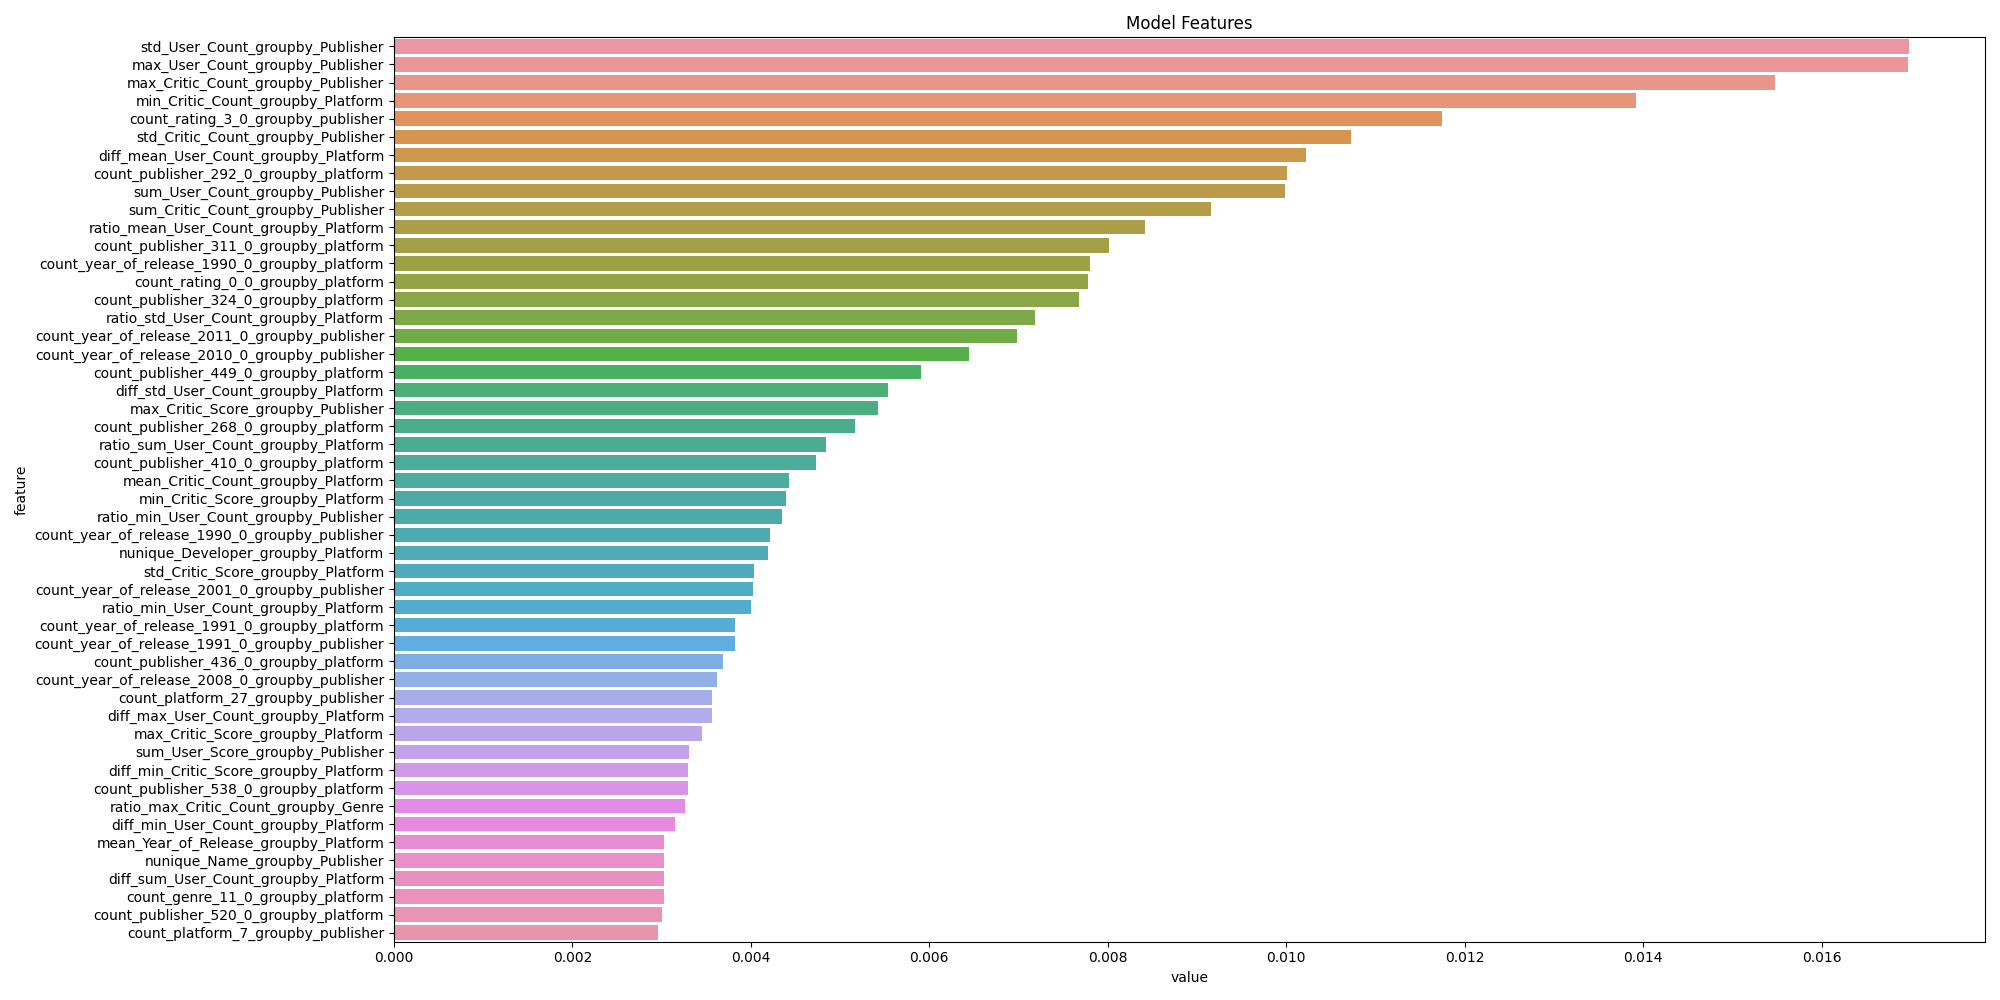 Model Features
std_User_Count_groupby_Publisher
max_User_Count_groupby_Publisher
max_Critic_Count_groupby_Publisher
min_Critic_Count_groupby_Platform
count_rating_3_0_groupby_publisher
std_Critic_Count_groupby_Publisher
diff_mean_User_Count_groupby_Platform
count_publisher_292_0_groupby_platform
sum_User_Count_groupby_Publisher
sum_Critic_Count_groupby_Publisher
ratio_mean_User_Count_groupby_Platform
count_publisher_311_0_groupby_platform
count_year_of_release_1990_0_groupby_platform
count_rating_0_0_groupby_platform
count_publisher_324_0_groupby_platform
ratio_std_User_Count_groupby_Platform
count_year_of_release_2011_0_groupby_publisher
count_year_of_release_2010_0_groupby_publisher
count_publisher_449_0_groupby_platform
diff_std_User_Count_groupby_Platform
max_Critic_Score_groupby_Publisher
count_publisher_268_0_groupby_platform
ratio_sum_User_Count_groupby_Platform
count_publisher_410_0_groupby_platform
mean_Critic_Count_groupby_Platform
min_Critic_Score_groupby_Platform
ratio_min_User_Count_groupby_Publisher
count_year_of_release_1990_0_groupby_publisher
nunique_Developer_groupby_Platform
std_Critic_Score_groupby_Platform
count_year_of_release_2001_0_groupby_publisher
ratio_min_User_Count_groupby_Platform
count_year_of_release_1991_0_groupby_platform
count_year_of_release_1991_0_groupby_publisher
count_publisher_436_0_groupby_platform
count_year_of_release_2008_0_groupby_publisher
count_platform_27_groupby_publisher
diff_max_User_Count_groupby_Platform
max_Critic_Score_groupby_Platform
sum_User_Score_groupby_Publisher
diff_min_Critic_Score_groupby_Platform
count_publisher_538_0_groupby_platform
ratio_max_Critic_Count_groupby_Genre
diff_min_User_Count_groupby_Platform
mean_Year_of_Release_groupby_Platform
nunique_Name_groupby_Publisher
diff_sum_User_Count_groupby_Platform
count_genre_11_0_groupby_platform
count_publisher_520_0_groupby_platform
count_platform_7_groupby_publisher
feature
0.000 0.002 0.004 0.006 0.008 0.010 0.012 0.014 0.016
value